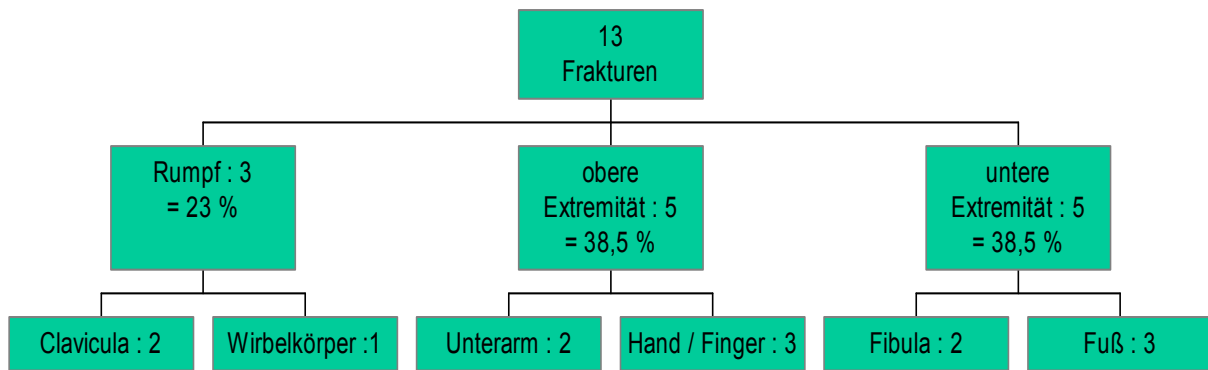 13
Frakturen
Rumpf : 3
= 23 %
obere
Extremität : 5
= 38,5 %
untere
Extremität : 5
= 38,5 %
Clavicula : 2
Wirbelkörper :1
Unterarm : 2
Hand / Finger : 3
Fibula : 2
Fuß : 3